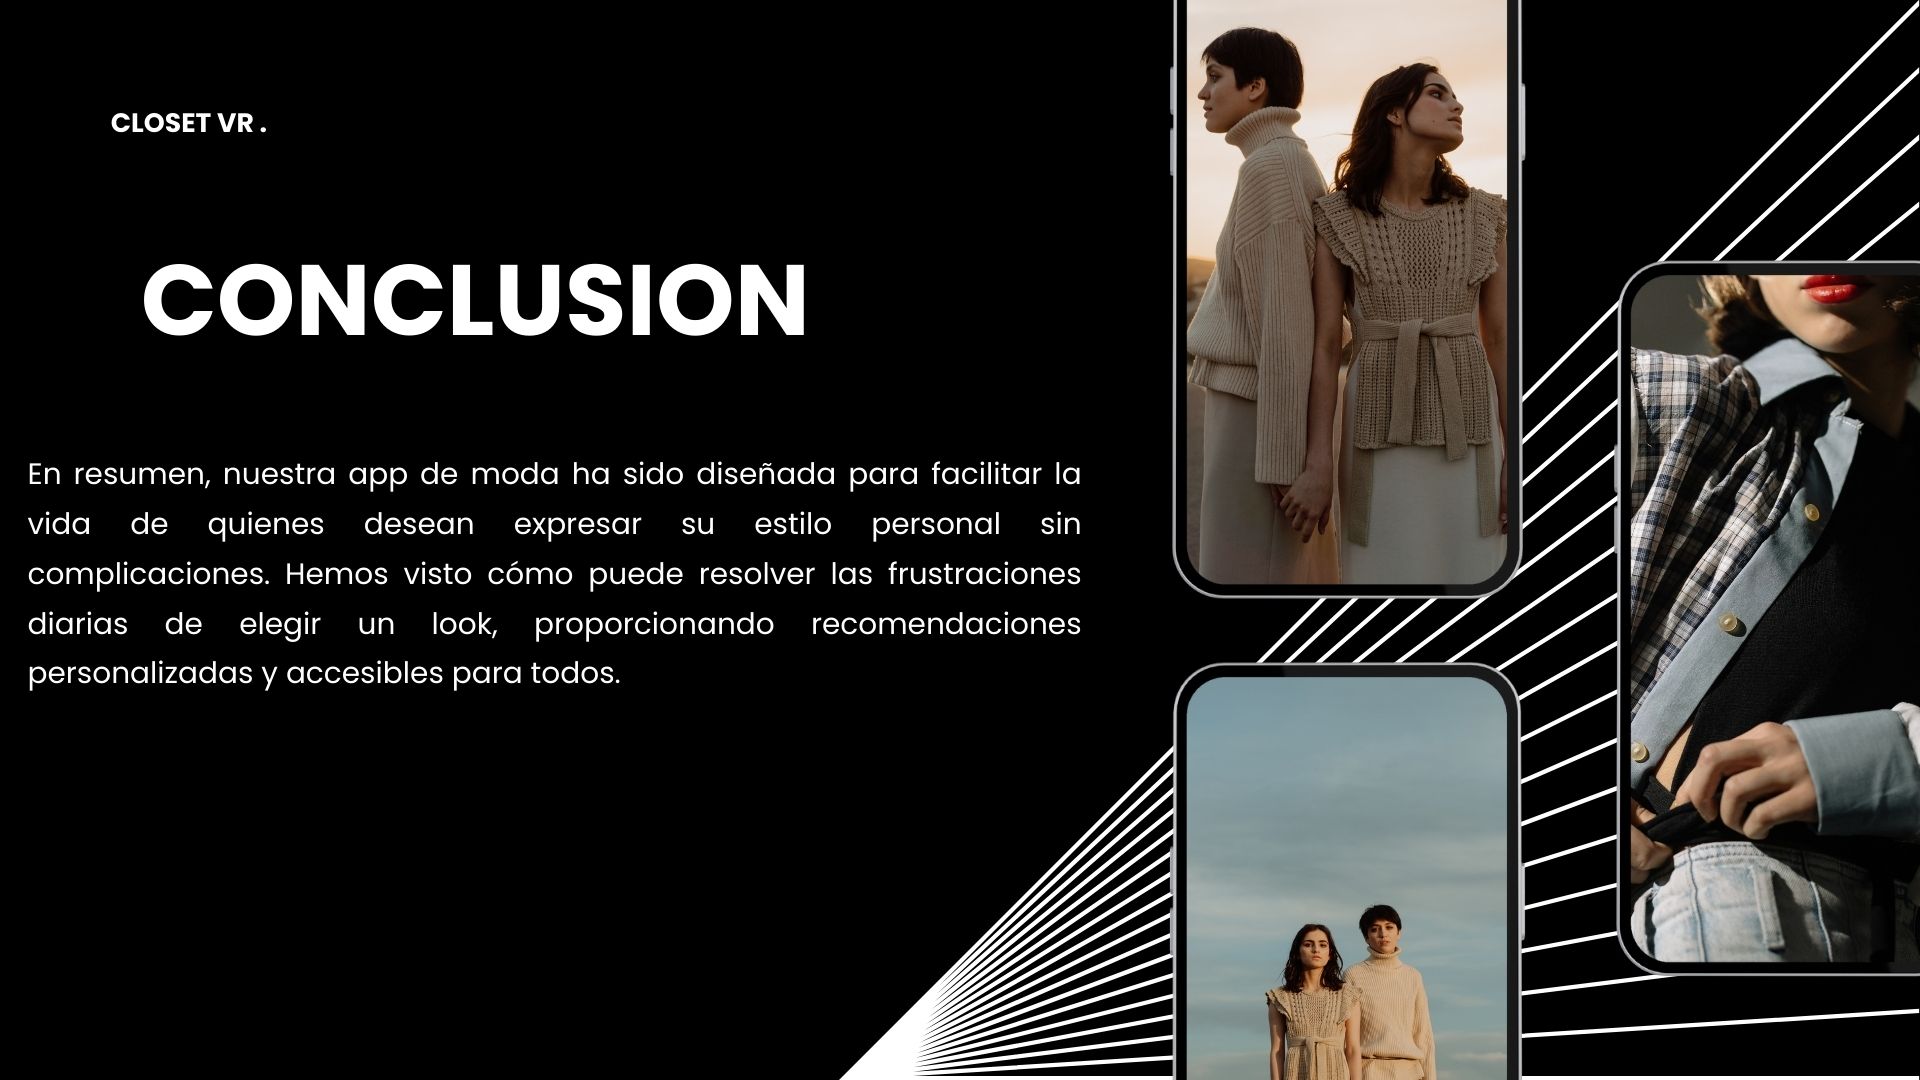 CLOSET VR .
CONCLUSION
En resumen, nuestra app de moda ha sido diseñada para facilitar la
vida de quienes desean expresar su estilo personal sin
complicaciones. Hemos visto cómo puede resolver las frustraciones
diarias de elegir un look, proporcionando recomendaciones
personalizadas y accesibles para todos.